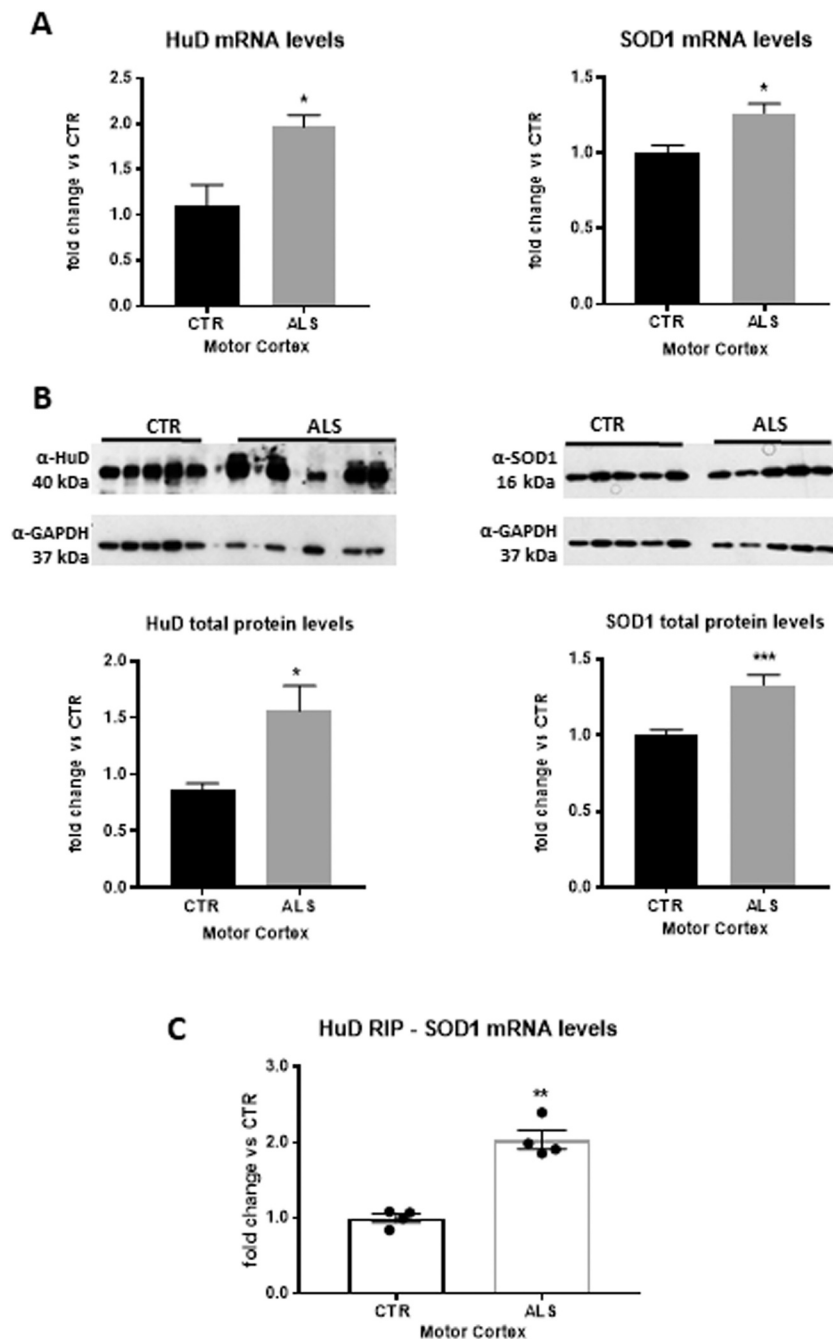 A
HuD mRNA levels
SOD1 mRNA levels
fold change vs CTR
2.5
2.0
1.5
1.0
0.5
0.0
*
CTR
ALS
Motor Cortex
fold change vs CTR
1.5
1.0
0.5
0.0
*
CTR
ALS
Motor Cortex
B
CTR
ALS
α-HuD
40 kDa
α-GAPDH
37 kDa
CTR
ALS
α-SOD1
16 kDa
α-GAPDH
37 kDa
HuD total protein levels
SOD1 total protein levels
fold change vs CTR
2.0
1.5
1.0
0.5
0.0
*
CTR
ALS
Motor Cortex
fold change vs CTR
1.5
1.0
0.5
0.0
***
CTR
ALS
Motor Cortex
C
HuD RIP - SOD1 mRNA levels
fold change vs CTR
3.0
2.0
1.0
0.0
**
CTR
ALS
Motor Cortex